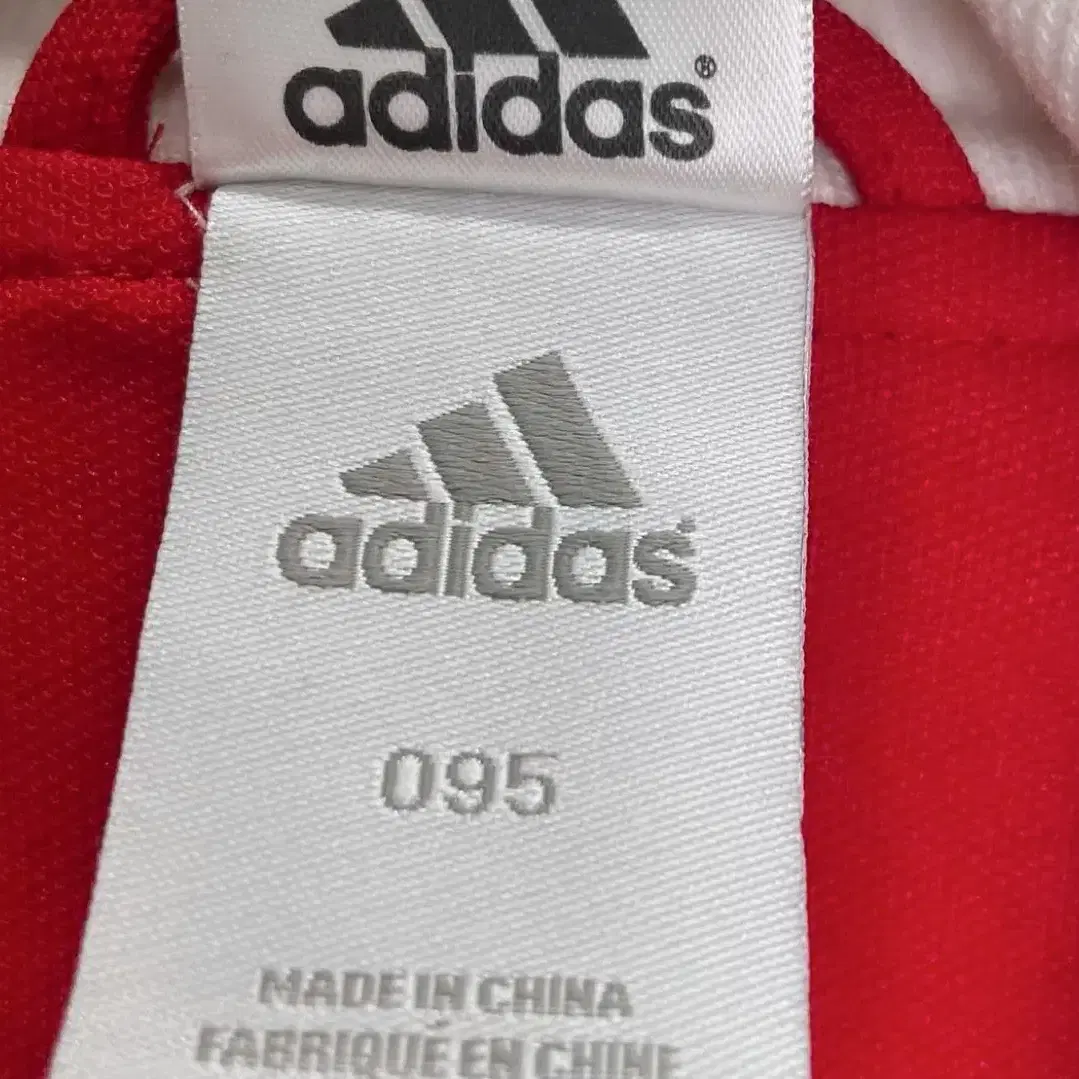 adidas®
adidas
095
MADE IN CHINA
FABRIQUÉ EN CHINE